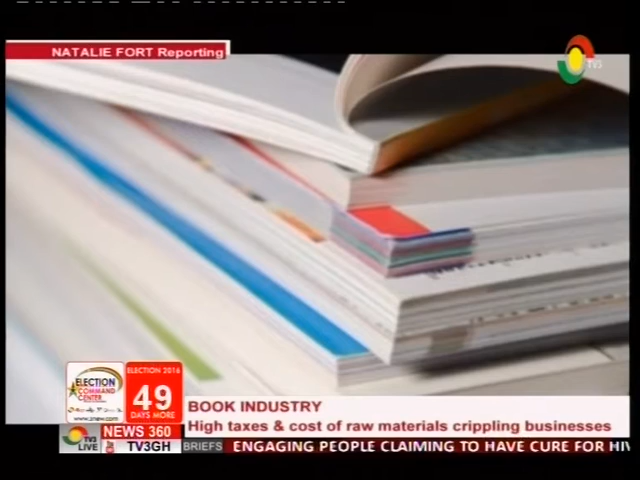 NATALIE FORT Reporting
TV3
ELECTION
COMMAND
CENTER
ELECTION 2016
49
DAYS MORE
BOOK INDUSTRY
High taxes & cost of raw materials crippling businesses
TV3
LIVE
NEWS 360
TV3GH
BRIEFS
ENGAGING PEOPLE CLAIMING TO HAVE CURE FOR HIV